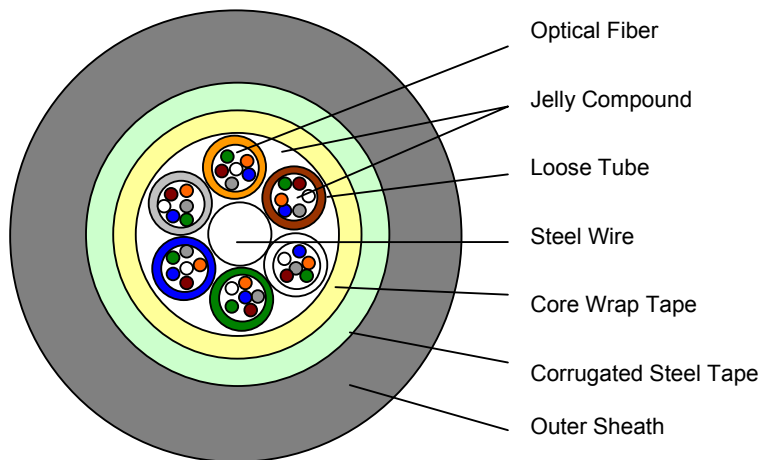 Optical Fiber
Jelly Compound
Loose Tube
Steel Wire
Core Wrap Tape
Corrugated Steel Tape
Outer Sheath